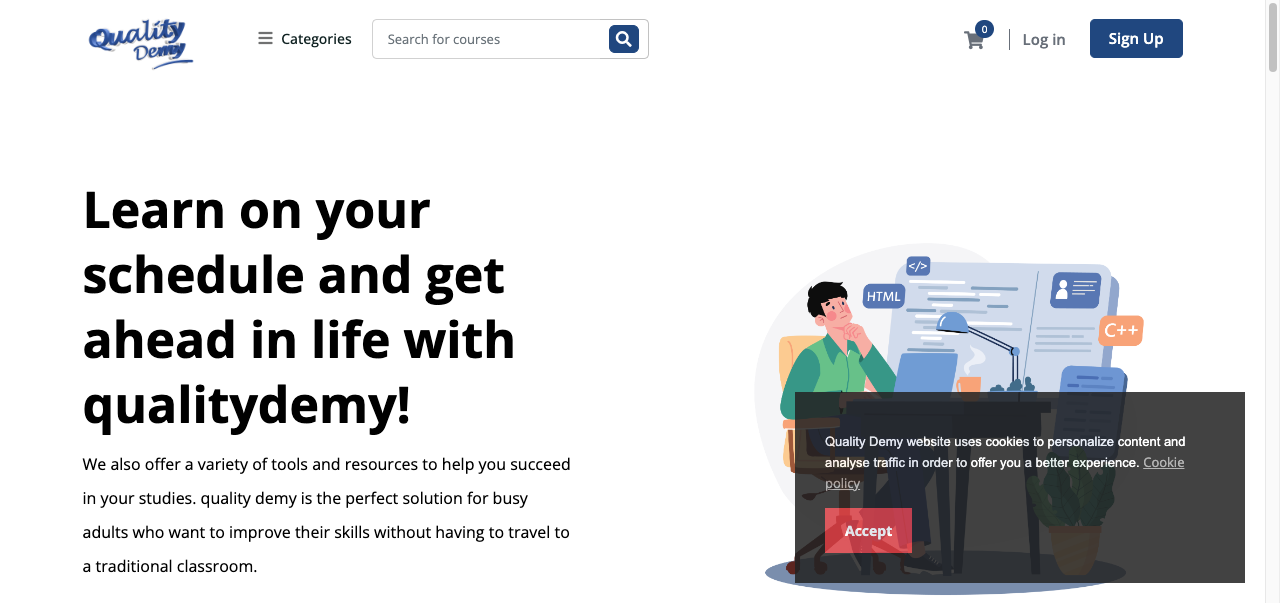 Quality Demy
Categories
Search for courses
0
Log in
Sign Up
Learn on your
schedule and get
ahead in life with
qualitydemy!
We also offer a variety of tools and resources to help you succeed
in your studies. quality demy is the perfect solution for busy
adults who want to improve their skills without having to travel to
a traditional classroom.
</>
HTML
C++
Quality Demy website uses cookies to personalize content and
analyse traffic in order to offer you a better experience. Cookie
policy
Accept